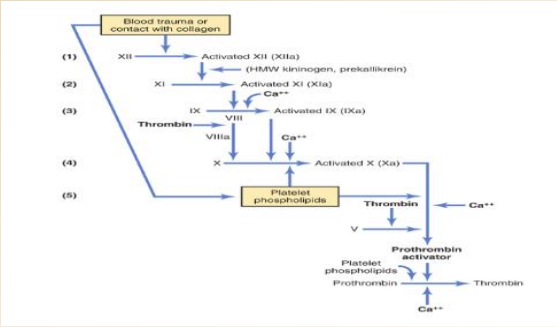 Blood trauma or
contact with collagen
(1)
XII
Activated XII (XIIa)
(HMW kininogen, prekallikrein)
(2)
XI
Activated XI (XIa)
Ca++
(3)
IX
Activated IX (IXa)
VIII
Thrombin
VIIIa
Ca++
(4)
X
Activated X (Xa)
(5)
Platelet
phospholipids
Thrombin
Ca++
V
Prothrombin
activator
Platelet
phospholipids
Prothrombin
Thrombin
Ca++